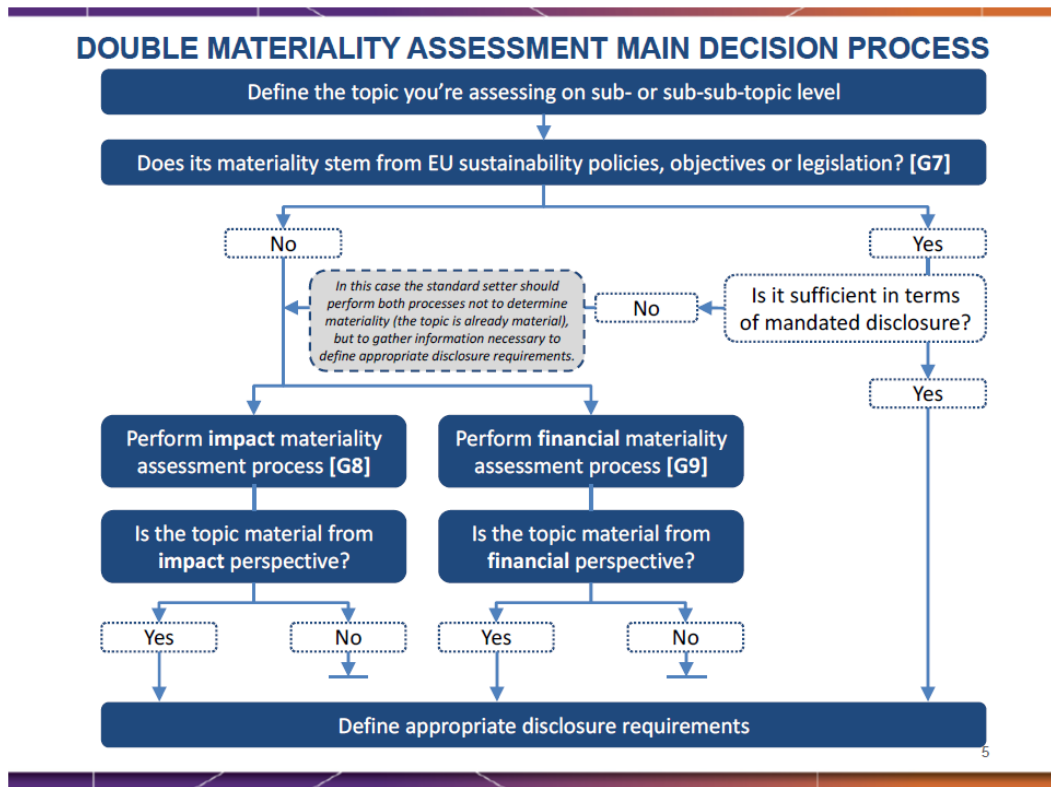 DOUBLE MATERIALITY ASSESSMENT MAIN DECISION PROCESS
Define the topic you're assessing on sub- or sub-sub-topic level
Does its materiality stem from EU sustainability policies, objectives or legislation? [G7]
No
Yes
In this case the standard setter should
perform both processes not to determine
materiality (the topic is already material),
but to gather information necessary to
define appropriate disclosure requirements.
No
Is it sufficient in terms
of mandated disclosure?
Yes
Perform impact materiality
assessment process [G8]
Perform financial materiality
assessment process [G9]
Is the topic material from
impact perspective?
Is the topic material from
financial perspective?
Yes
No
Yes
No
Define appropriate disclosure requirements
5